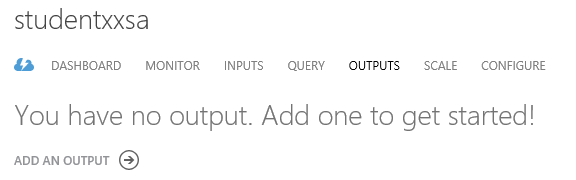 studentxxsa
DASHBOARD MONITOR INPUTS QUERY OUTPUTS SCALE CONFIGURE
You have no output. Add one to get started!
ADD AN OUTPUT